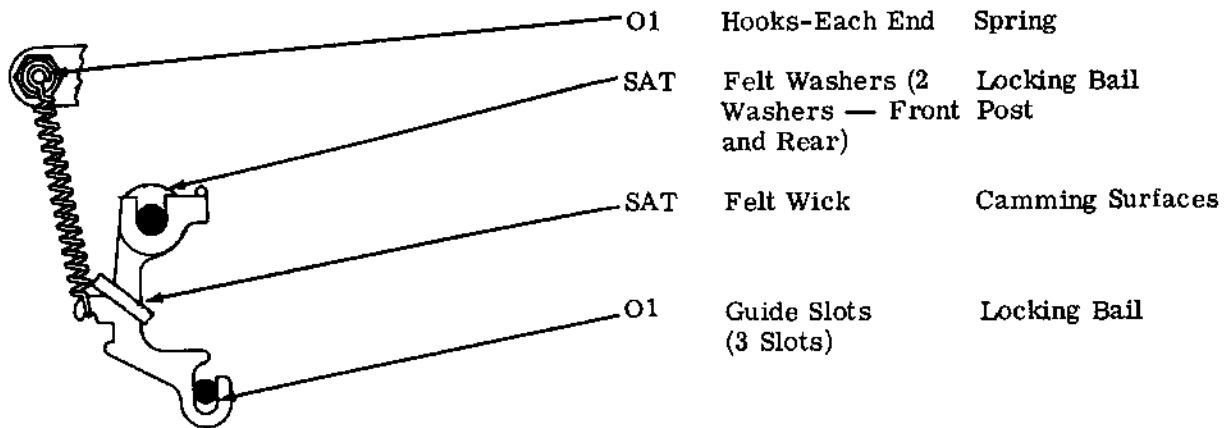 O1 Hooks-Each End Spring
SAT Felt Washers (2 Locking Bail
Washers — Front Post
and Rear)
SAT Felt Wick Camming Surfaces
O1 Guide Slots Locking Bail
(3 Slots)